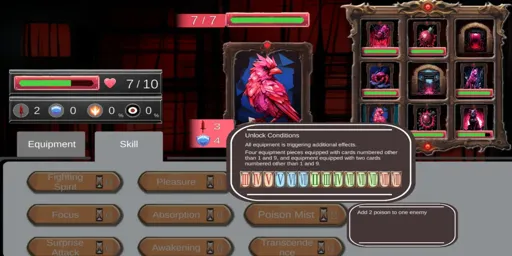 7 / 7
7 / 10
2 0 0 % 0 %
3
4
Equipment
Skill
Unlock Conditions
All equipment is triggering additional effects.
Four equipment pieces equipped with cards numbered other
than 1 and 9, and equipment equipped with two cards
numbered other than 1 and 9.
Fighting
Spirit
Pleasure
Focus
Absorption
Poison Mist
Add 2 poison to one enemy
Surprise
Attack
Awakening
Transcende
nce